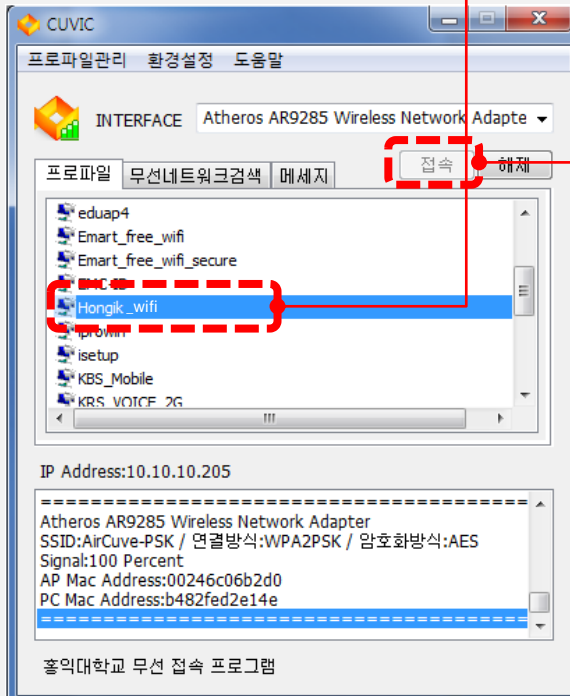 CUVIC
프로파일관리 환경설정 도움말
INTERFACE Atheros AR9285 Wireless Network Adapte
접속 해제
프로파일 무선네트워크검색 메세지
eduap4
Emart_free_wifi
Emart_free_wifi_secure
Hongik_wifi
iprowifi
isetup
KBS_Mobile
KRS_VOICE_2G
IP Address:10.10.10.205
==========================================
Atheros AR9285 Wireless Network Adapter
SSID:AirCuve-PSK / 연결방식:WPA2PSK / 암호화방식:AES
Signal:100 Percent
AP Mac Address:00246c06b2d0
PC Mac Address:b482fed2e14e
==========================================
홍익대학교 무선 접속 프로그램